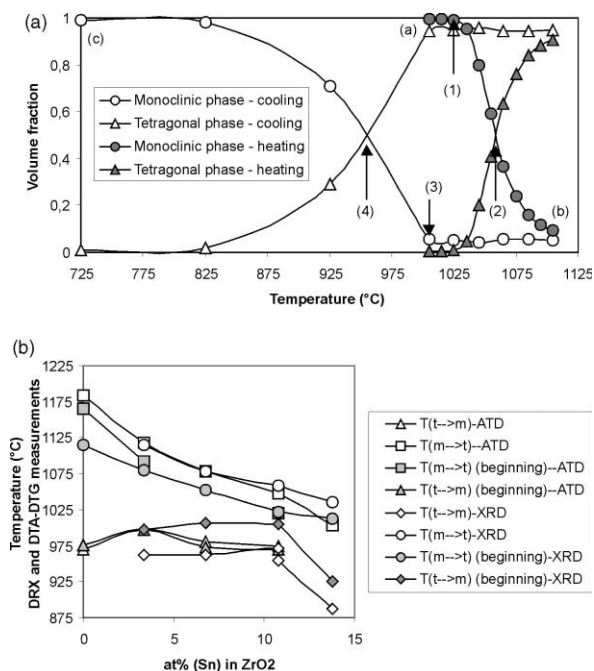 (a)
1
0,8
0,6
0,4
0,2
0
Volume fraction
(c)
(a)
(1)
Monoclinic phase - cooling
Tetragonal phase - cooling
Monoclinic phase - heating
Tetragonal phase - heating
(4)
(3)
(2)
(b)
725 775 825 875 925 975 1025 1075 1125
Temperature (°C)
(b)
1225
1175
1125
1075
1025
975
925
875
Temperature (°C)
DRX and DTA-DTG measurements
0 5 10 15
at% (Sn) in ZrO2
T(t-->m)-ATD
T(m-->t)--ATD
T(m-->t) (beginning)--ATD
T(t-->m) (beginning)--ATD
T(t-->m)-XRD
T(m-->t)-XRD
T(m-->t) (beginning)-XRD
T(t-->m) (beginning)-XRD